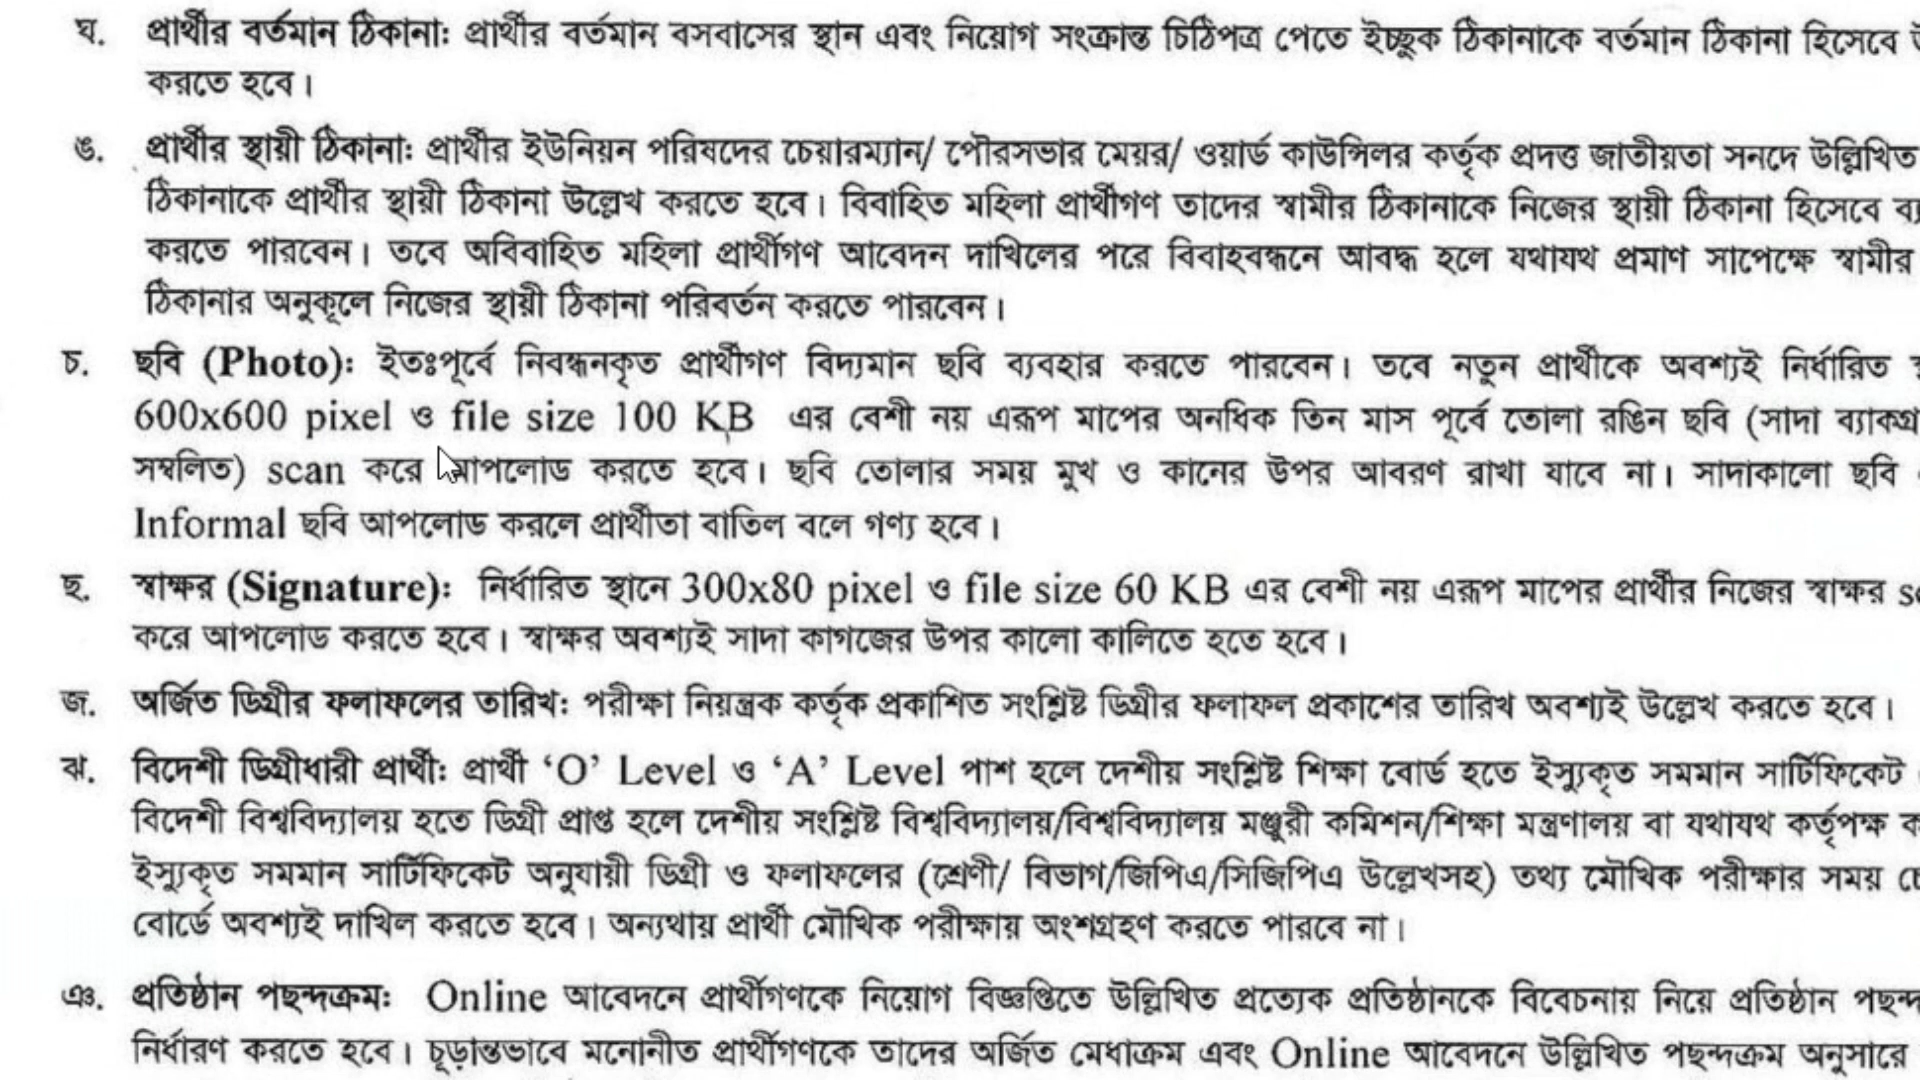 ঘ. প্রার্থীর বর্তমান ঠিকানা: প্রার্থীর বর্তমান বসবাসের স্থান এবং নিয়োগ সংক্রান্ত চিঠিপত্র পেতে ইচ্ছুক ঠিকানাকে বর্তমান ঠিকানা হিসেবে
করতে হবে।
ঙ. প্রার্থীর স্থায়ী ঠিকানা: প্রার্থীর ইউনিয়ন পরিষদের চেয়ারম্যান/ পৌরসভার মেয়র/ ওয়ার্ড কাউন্সিলর কর্তৃক প্রদত্ত জাতীয়তা সনদে উল্লিখিত
ঠিকানাকে প্রার্থীর স্থায়ী ঠিকানা উল্লেখ করতে হবে। বিবাহিত মহিলা প্রার্থীগণ তাদের স্বামীর ঠিকানাকে নিজের স্থায়ী ঠিকানা হিসেবে
করতে পারবেন। তবে অবিবাহিত মহিলা প্রার্থীগণ আবেদন দাখিলের পরে বিবাহবন্ধনে আবদ্ধ হলে যথাযথ প্রমাণ সাপেক্ষে স্বামীর
ঠিকানার অনুকূলে নিজের স্থায়ী ঠিকানা পরিবর্তন করতে পারবেন।
চ. ছবি (Photo): ইতঃপূর্বে নিবন্ধনকৃত প্রার্থীগণ বিদ্যমান ছবি ব্যবহার করতে পারবেন। তবে নতুন প্রার্থীকে অবশ্যই নির্ধারিত
600x600 pixel ও file size 100 KB এর বেশী নয় এরূপ মাপের অনধিক তিন মাস পূর্বে তোলা রঙিন ছবি (সাদা
সম্বলিত) scan করে আপলোড করতে হবে। ছবি তোলার সময় মুখ ও কানের উপর আবরণ রাখা যাবে না। সাদাকালো ছবি
Informal ছবি আপলোড করলে প্রার্থীতা বাতিল বলে গণ্য হবে।
ছ. স্বাক্ষর (Signature): নির্ধারিত স্থানে 300x80 pixel ও file size 60 KB এর বেশী নয় এরূপ মাপের প্রার্থীর নিজের স্বাক্ষর
করে আপলোড করতে হবে। স্বাক্ষর অবশ্যই সাদা কাগজের উপর কালো কালিতে হতে হবে।
জ. অর্জিত ডিগ্রীর ফলাফলের তারিখ: পরীক্ষা নিয়ন্ত্রক কর্তৃক প্রকাশিত সংশ্লিষ্ট ডিগ্রীর ফলাফল প্রকাশের তারিখ অবশ্যই উল্লেখ করতে হবে।
ঝ. বিদেশী ডিগ্রীধারী প্রার্থী: প্রার্থী ‘O’ Level ও ‘A’ Level পাশ হলে দেশীয় সংশ্লিষ্ট শিক্ষা বোর্ড হতে ইস্যুকৃত সমমান সার্টিফিকেট
বিদেশী বিশ্ববিদ্যালয় হতে ডিগ্রী প্রাপ্ত হলে দেশীয় সংশ্লিষ্ট বিশ্ববিদ্যালয়/বিশ্ববিদ্যালয় মঞ্জুরী কমিশন/শিক্ষা মন্ত্রণালয় বা যথাযথ কর্তৃপক্ষ
ইস্যুকৃত সমমান সার্টিফিকেট অনুযায়ী ডিগ্রী ও ফলাফলের (শ্রেণী/ বিভাগ/জিপিএ/সিজিপিএ উল্লেখসহ) তথ্য মৌখিক পরীক্ষার সময়
বোর্ডে অবশ্যই দাখিল করতে হবে। অন্যথায় প্রার্থী মৌখিক পরীক্ষায় অংশগ্রহণ করতে পারবে না।
ঞ. প্রতিষ্ঠান পছন্দক্রম: Online আবেদনে প্রার্থীগণকে নিয়োগ বিজ্ঞপ্তিতে উল্লিখিত প্রত্যেক প্রতিষ্ঠানকে বিবেচনায় নিয়ে প্রতিষ্ঠান
নির্ধারণ করতে হবে। চূড়ান্তভাবে মনোনীত প্রার্থীগণকে তাদের অর্জিত মেধাক্রম এবং Online আবেদনে উল্লিখিত পছন্দক্রম অনুসারে